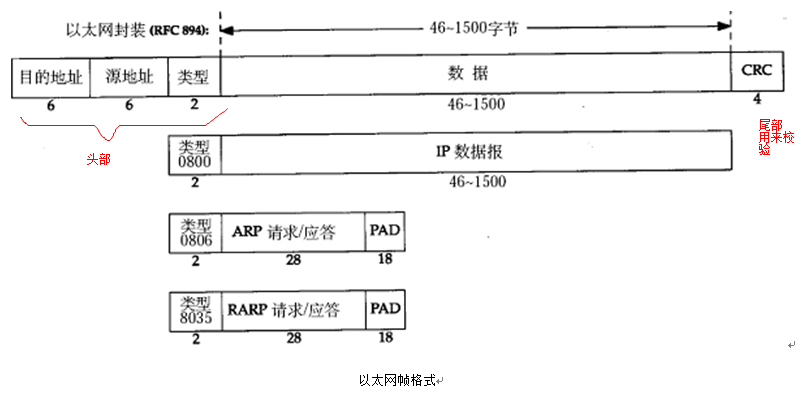 以太网封装 (RFC 894):
46~1500字节
目的地址 源地址 类型 数 据 CRC
6 6 2 46~1500 4
头部
尾部
用来校
验
类型
0800
IP 数据报
2 46~1500
类型
0806
ARP 请求/应答 PAD
2 28 18
类型
8035
RARP 请求/应答 PAD
2 28 18
以太网帧格式